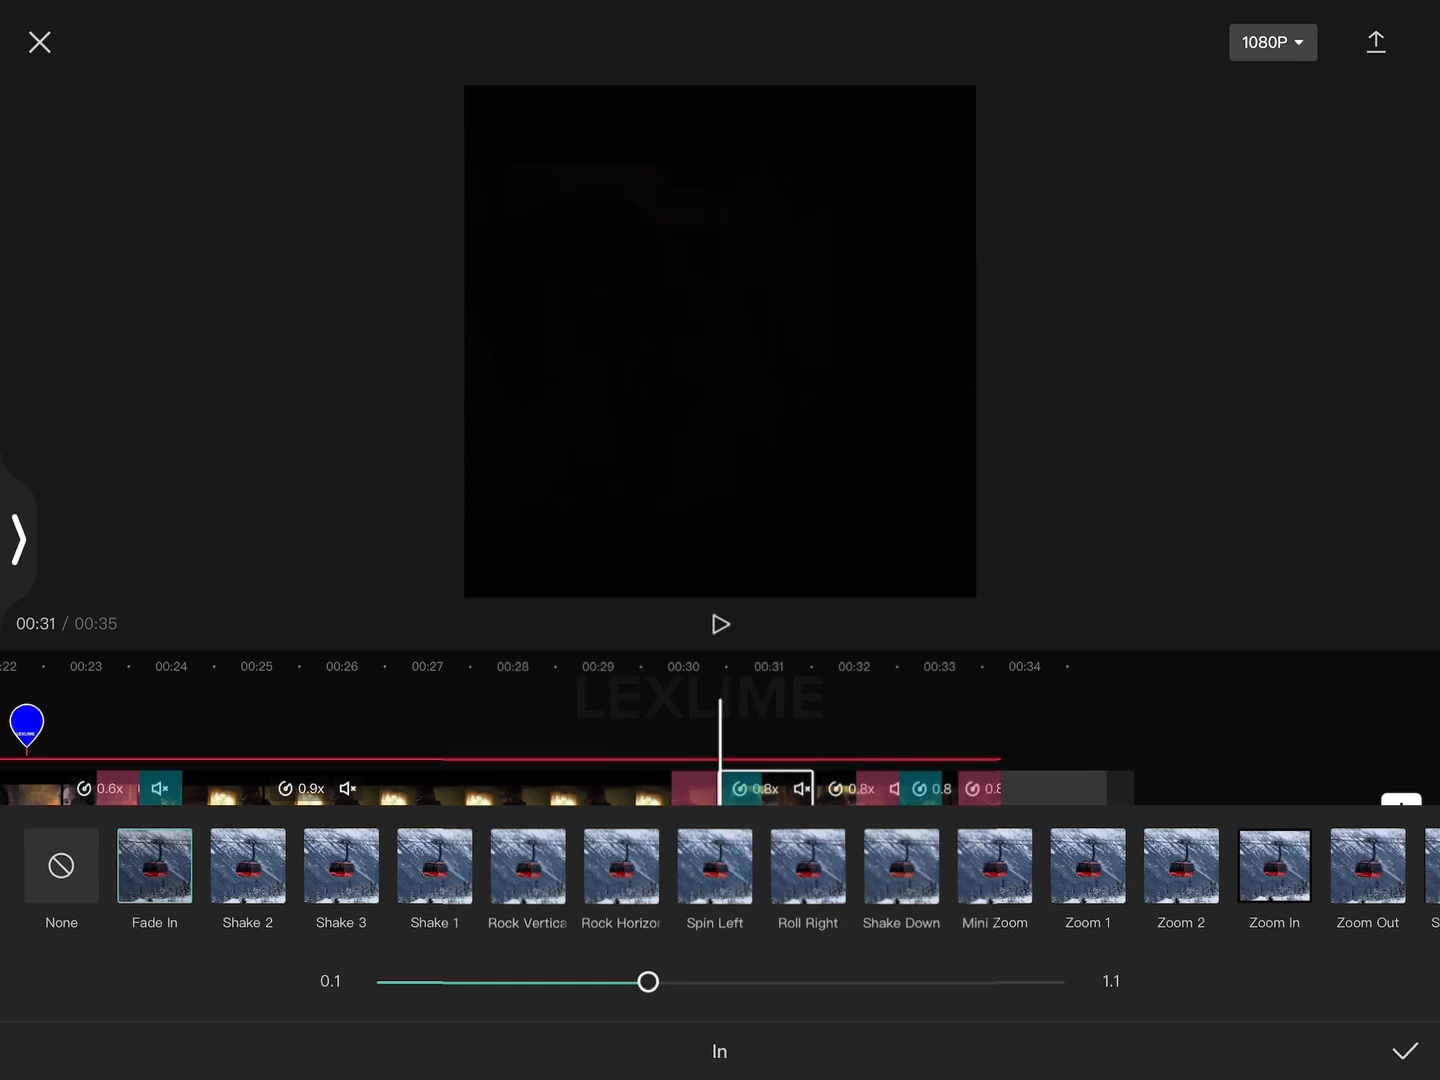 1080P
00:31 / 00:35
:22 00:23 00:24 00:25 00:26 00:27 00:28 00:29 00:30 00:31 00:32 00:33 00:34
LEXLIME
LEXLIME
0.6x 0.9x 0.8x 0.8x 0.8 0.8
None Fade In Shake 2 Shake 3 Shake 1 Rock Vertica Rock Horizor Spin Left Roll Right Shake Down Mini Zoom Zoom 1 Zoom 2 Zoom In Zoom Out S
0.1 1.1
In